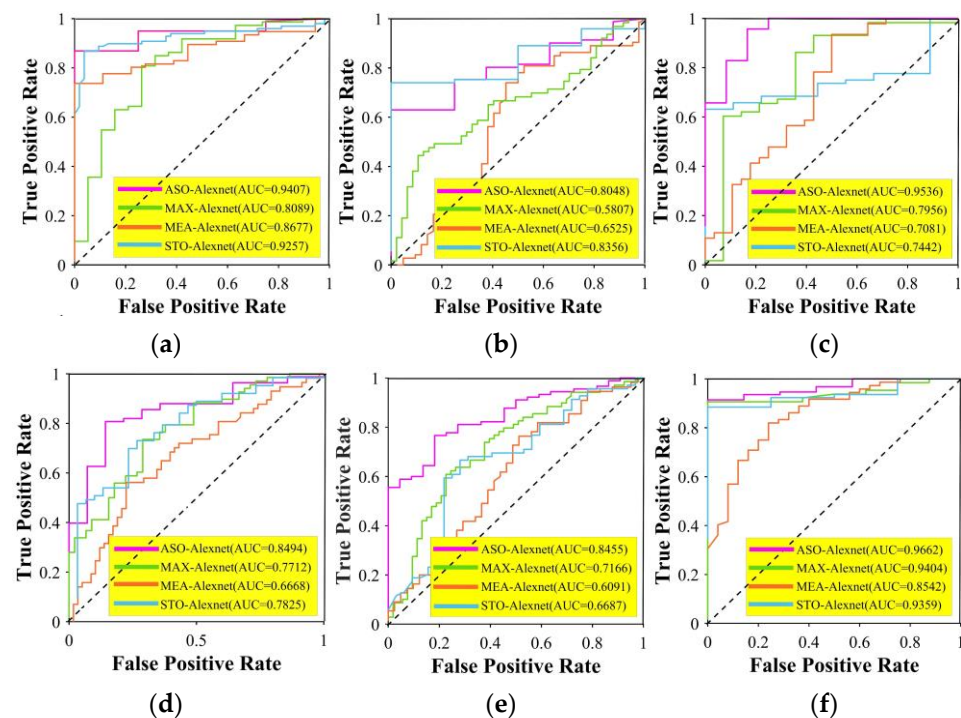 True Positive Rate
1
0.8
0.6
0.4
0.2
0
ASO-Alexnet(AUC=0.9407)
MAX-Alexnet(AUC=0.8089)
MEA-Alexnet(AUC=0.8677)
STO-Alexnet(AUC=0.9257)
0 0.2 0.4 0.6 0.8 1
False Positive Rate
(a)
True Positive Rate
1
0.8
0.6
0.4
0.2
0
ASO-Alexnet(AUC=0.8048)
MAX-Alexnet(AUC=0.5807)
MEA-Alexnet(AUC=0.6525)
STO-Alexnet(AUC=0.8356)
0 0.2 0.4 0.6 0.8 1
False Positive Rate
(b)
True Positive Rate
1
0.8
0.6
0.4
0.2
0
ASO-Alexnet(AUC=0.9536)
MAX-Alexnet(AUC=0.7956)
MEA-Alexnet(AUC=0.7081)
STO-Alexnet(AUC=0.7442)
0 0.2 0.4 0.6 0.8 1
False Positive Rate
(c)
True Positive Rate
1
0.8
0.6
0.4
0.2
0
ASO-Alexnet(AUC=0.8494)
MAX-Alexnet(AUC=0.7712)
MEA-Alexnet(AUC=0.6668)
STO-Alexnet(AUC=0.7825)
0 0.5 1
False Positive Rate
(d)
True Positive Rate
1
0.8
0.6
0.4
0.2
0
ASO-Alexnet(AUC=0.8455)
MAX-Alexnet(AUC=0.7166)
MEA-Alexnet(AUC=0.6091)
STO-Alexnet(AUC=0.6687)
0 0.2 0.4 0.6 0.8 1
False Positive Rate
(e)
True Positive Rate
1
0.8
0.6
0.4
0.2
0
ASO-Alexnet(AUC=0.9662)
MAX-Alexnet(AUC=0.9404)
MEA-Alexnet(AUC=0.8542)
STO-Alexnet(AUC=0.9359)
0 0.2 0.4 0.6 0.8 1
False Positive Rate
(f)